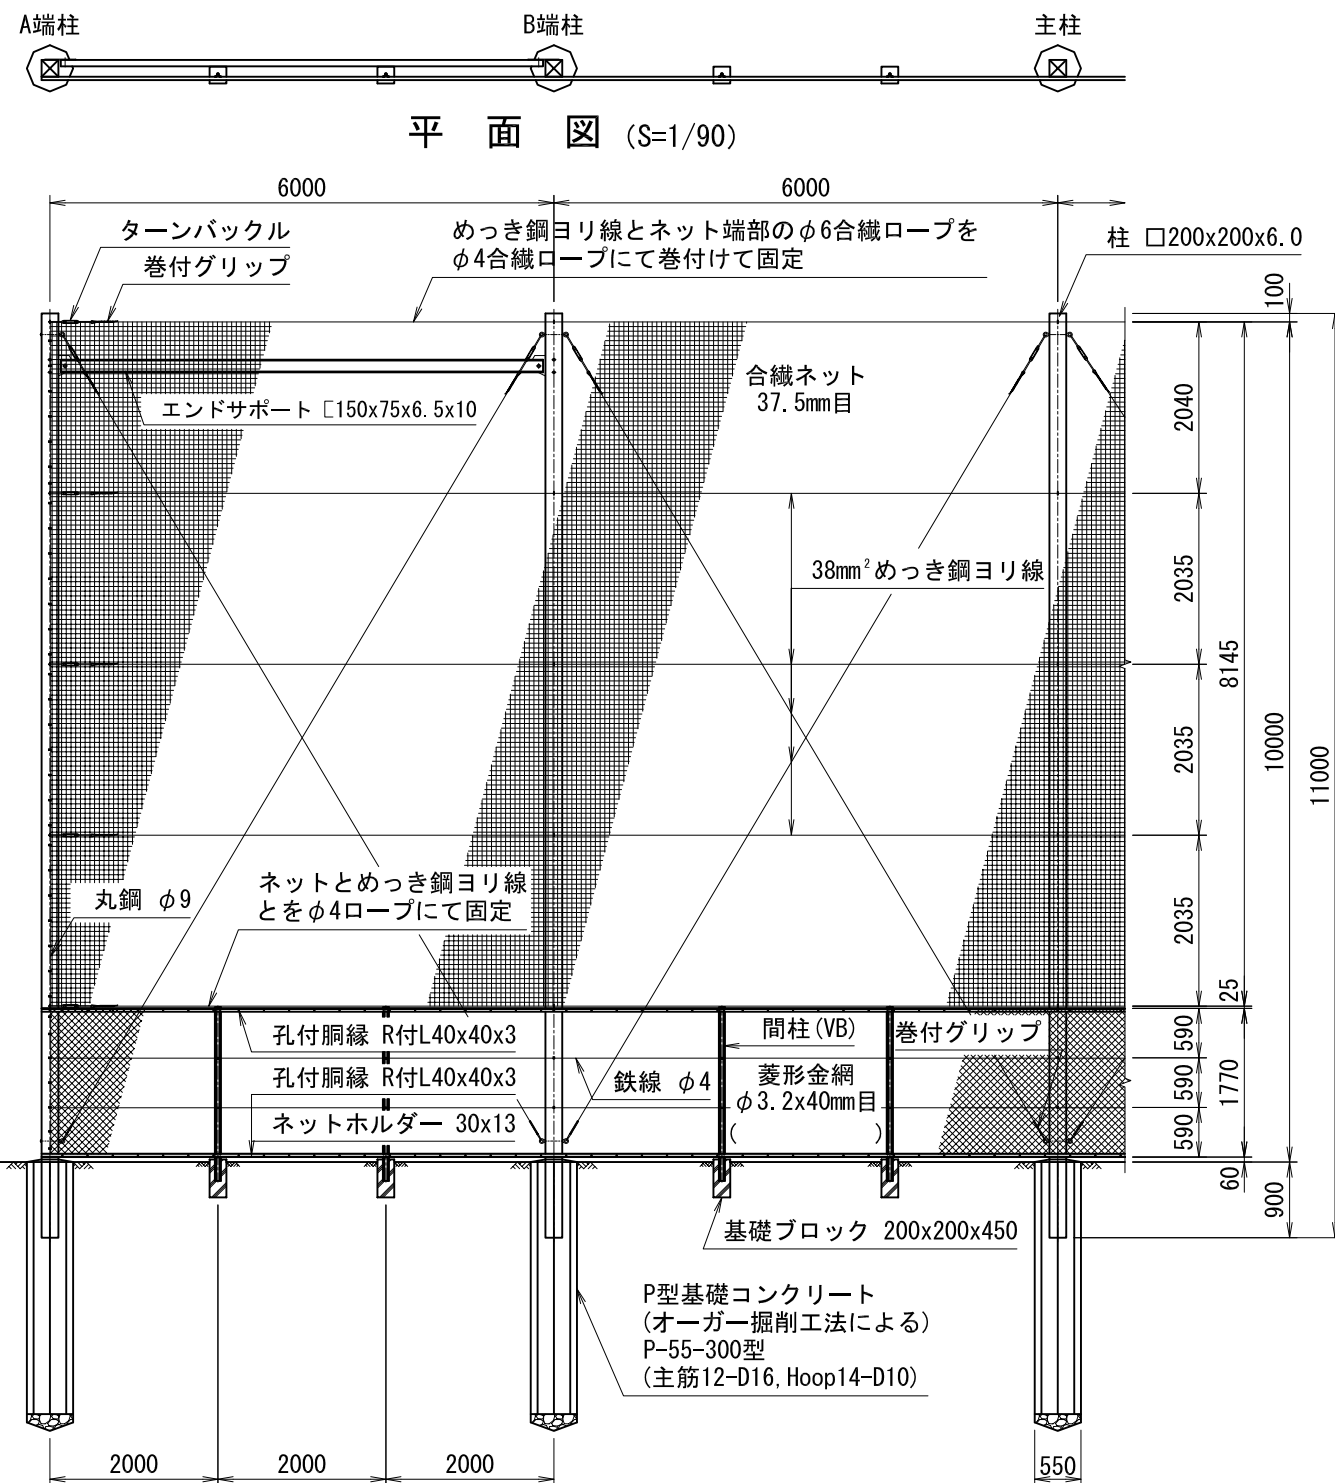 A端柱
B端柱
主柱
平面図 (S=1/90)
6000
6000
ターンバックル
巻付グリップ
めっき鋼ヨリ線とネット端部のφ6合繊ロープを
φ4合繊ロープにて巻付けて固定
柱 □200x200x6.0
100
合繊ネット
37.5mm目
エンドサポート [150x75x6.5x10
2040
38mm²めっき鋼ヨリ線
2035
8145
10000
11000
2035
丸鋼 φ9
ネットとめっき鋼ヨリ線
とをφ4ロープにて固定
2035
25
孔付胴縁 R付L40x40x3
間柱(VB)
巻付グリップ
590
孔付胴縁 R付L40x40x3
鉄線 φ4
菱形金網
φ3.2x40mm目
( )
590
1770
ネットホルダー 30x13
590
60
900
基礎ブロック 200x200x450
P型基礎コンクリート
(オーガー掘削工法による)
P-55-300型
(主筋12-D16,Hoop14-D10)
2000
2000
2000
550